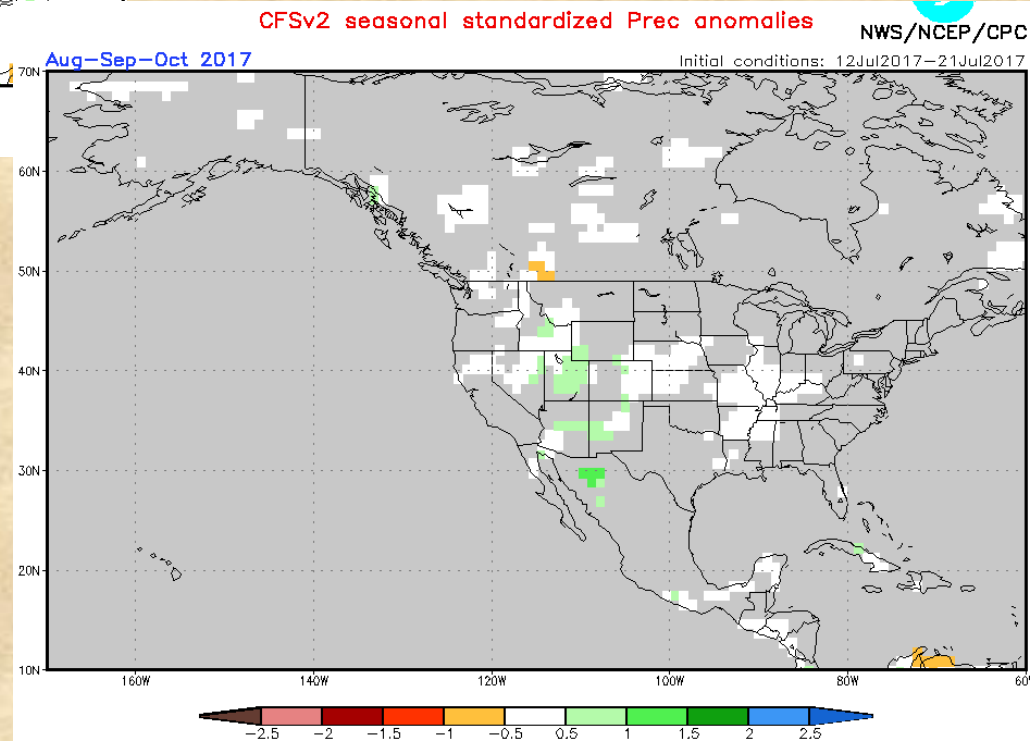 CFSv2 seasonal standardized Prec anomalies
NWS/NCEP/CPC
Aug-Sep-Oct 2017
Initial conditions: 12Jul2017-21Jul2017
70N
60N
50N
40N
30N
20N
10N
160W 140W 120W 100W 80W 60
-2.5 -2 -1.5 -1 -0.5 0.5 1 1.5 2 2.5